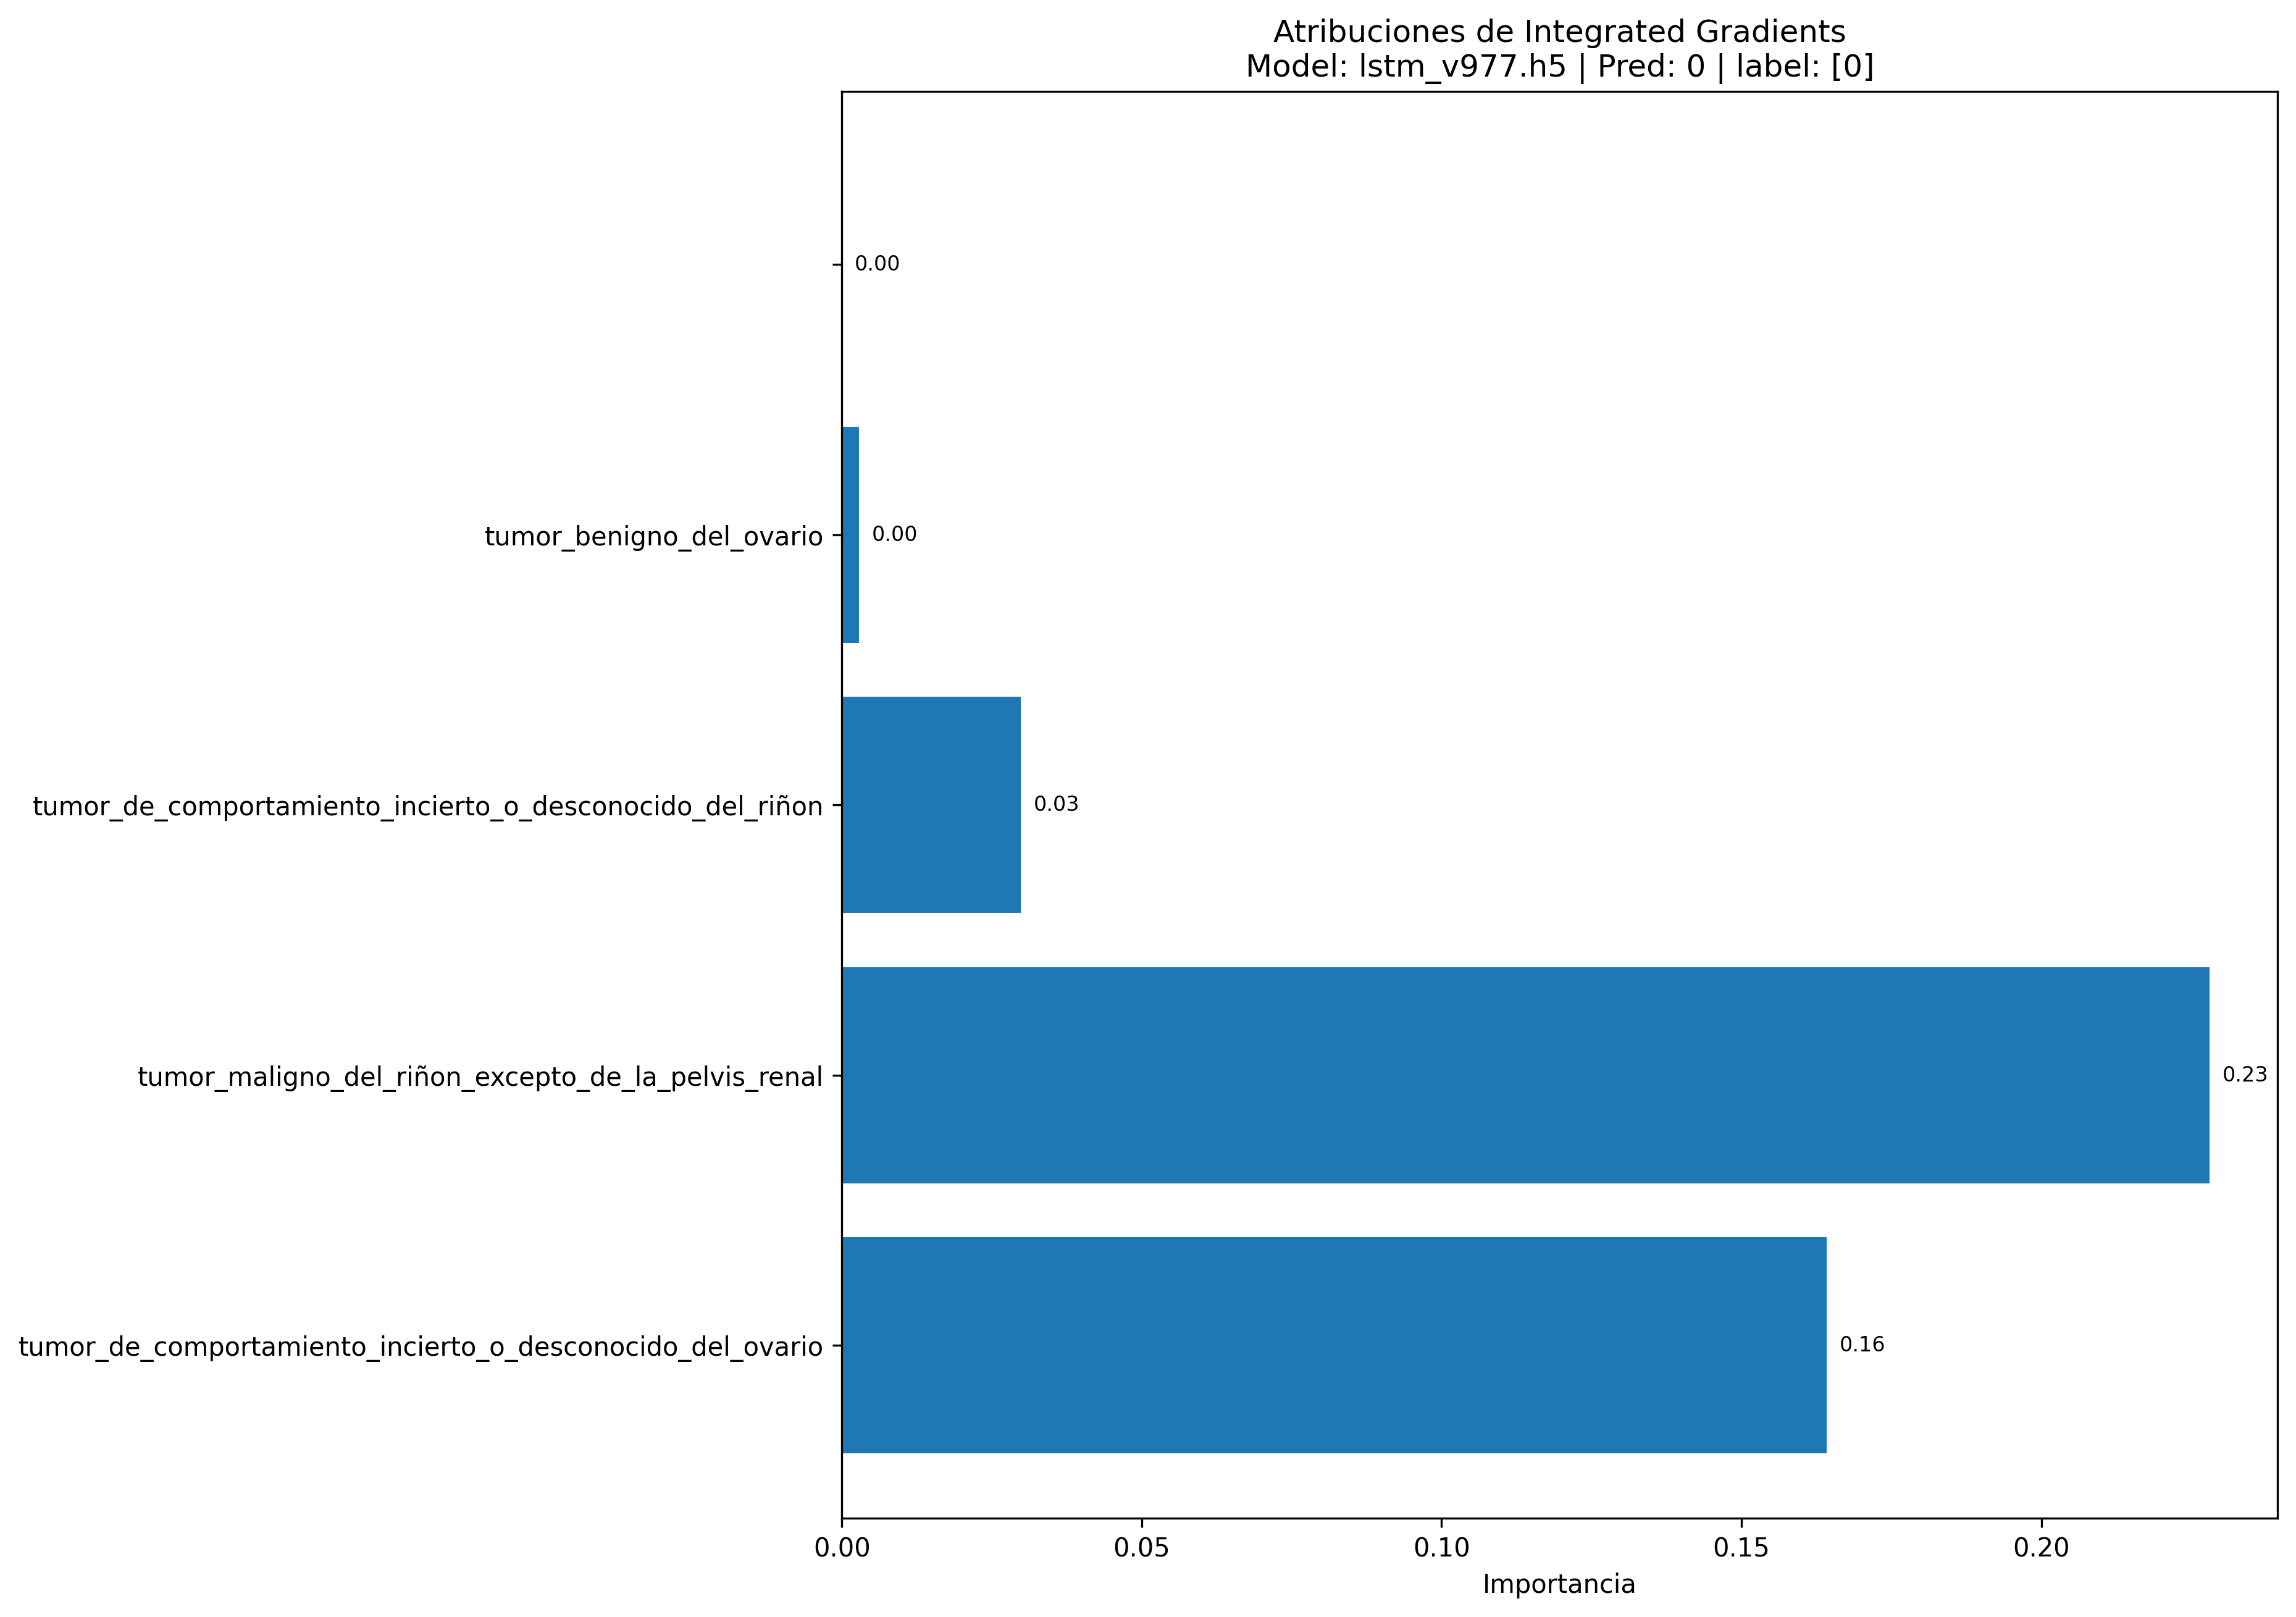 Atribuciones de Integrated Gradients
Model: lstm_v977.h5 | Pred: 0 | label: [0]
0.00
tumor_benigno_del_ovario
0.00
tumor_de_comportamiento_incierto_o_desconocido_del_riñon
0.03
tumor_maligno_del_riñon_excepto_de_la_pelvis_renal
0.23
tumor_de_comportamiento_incierto_o_desconocido_del_ovario
0.16
0.00 0.05 0.10 0.15 0.20
Importancia